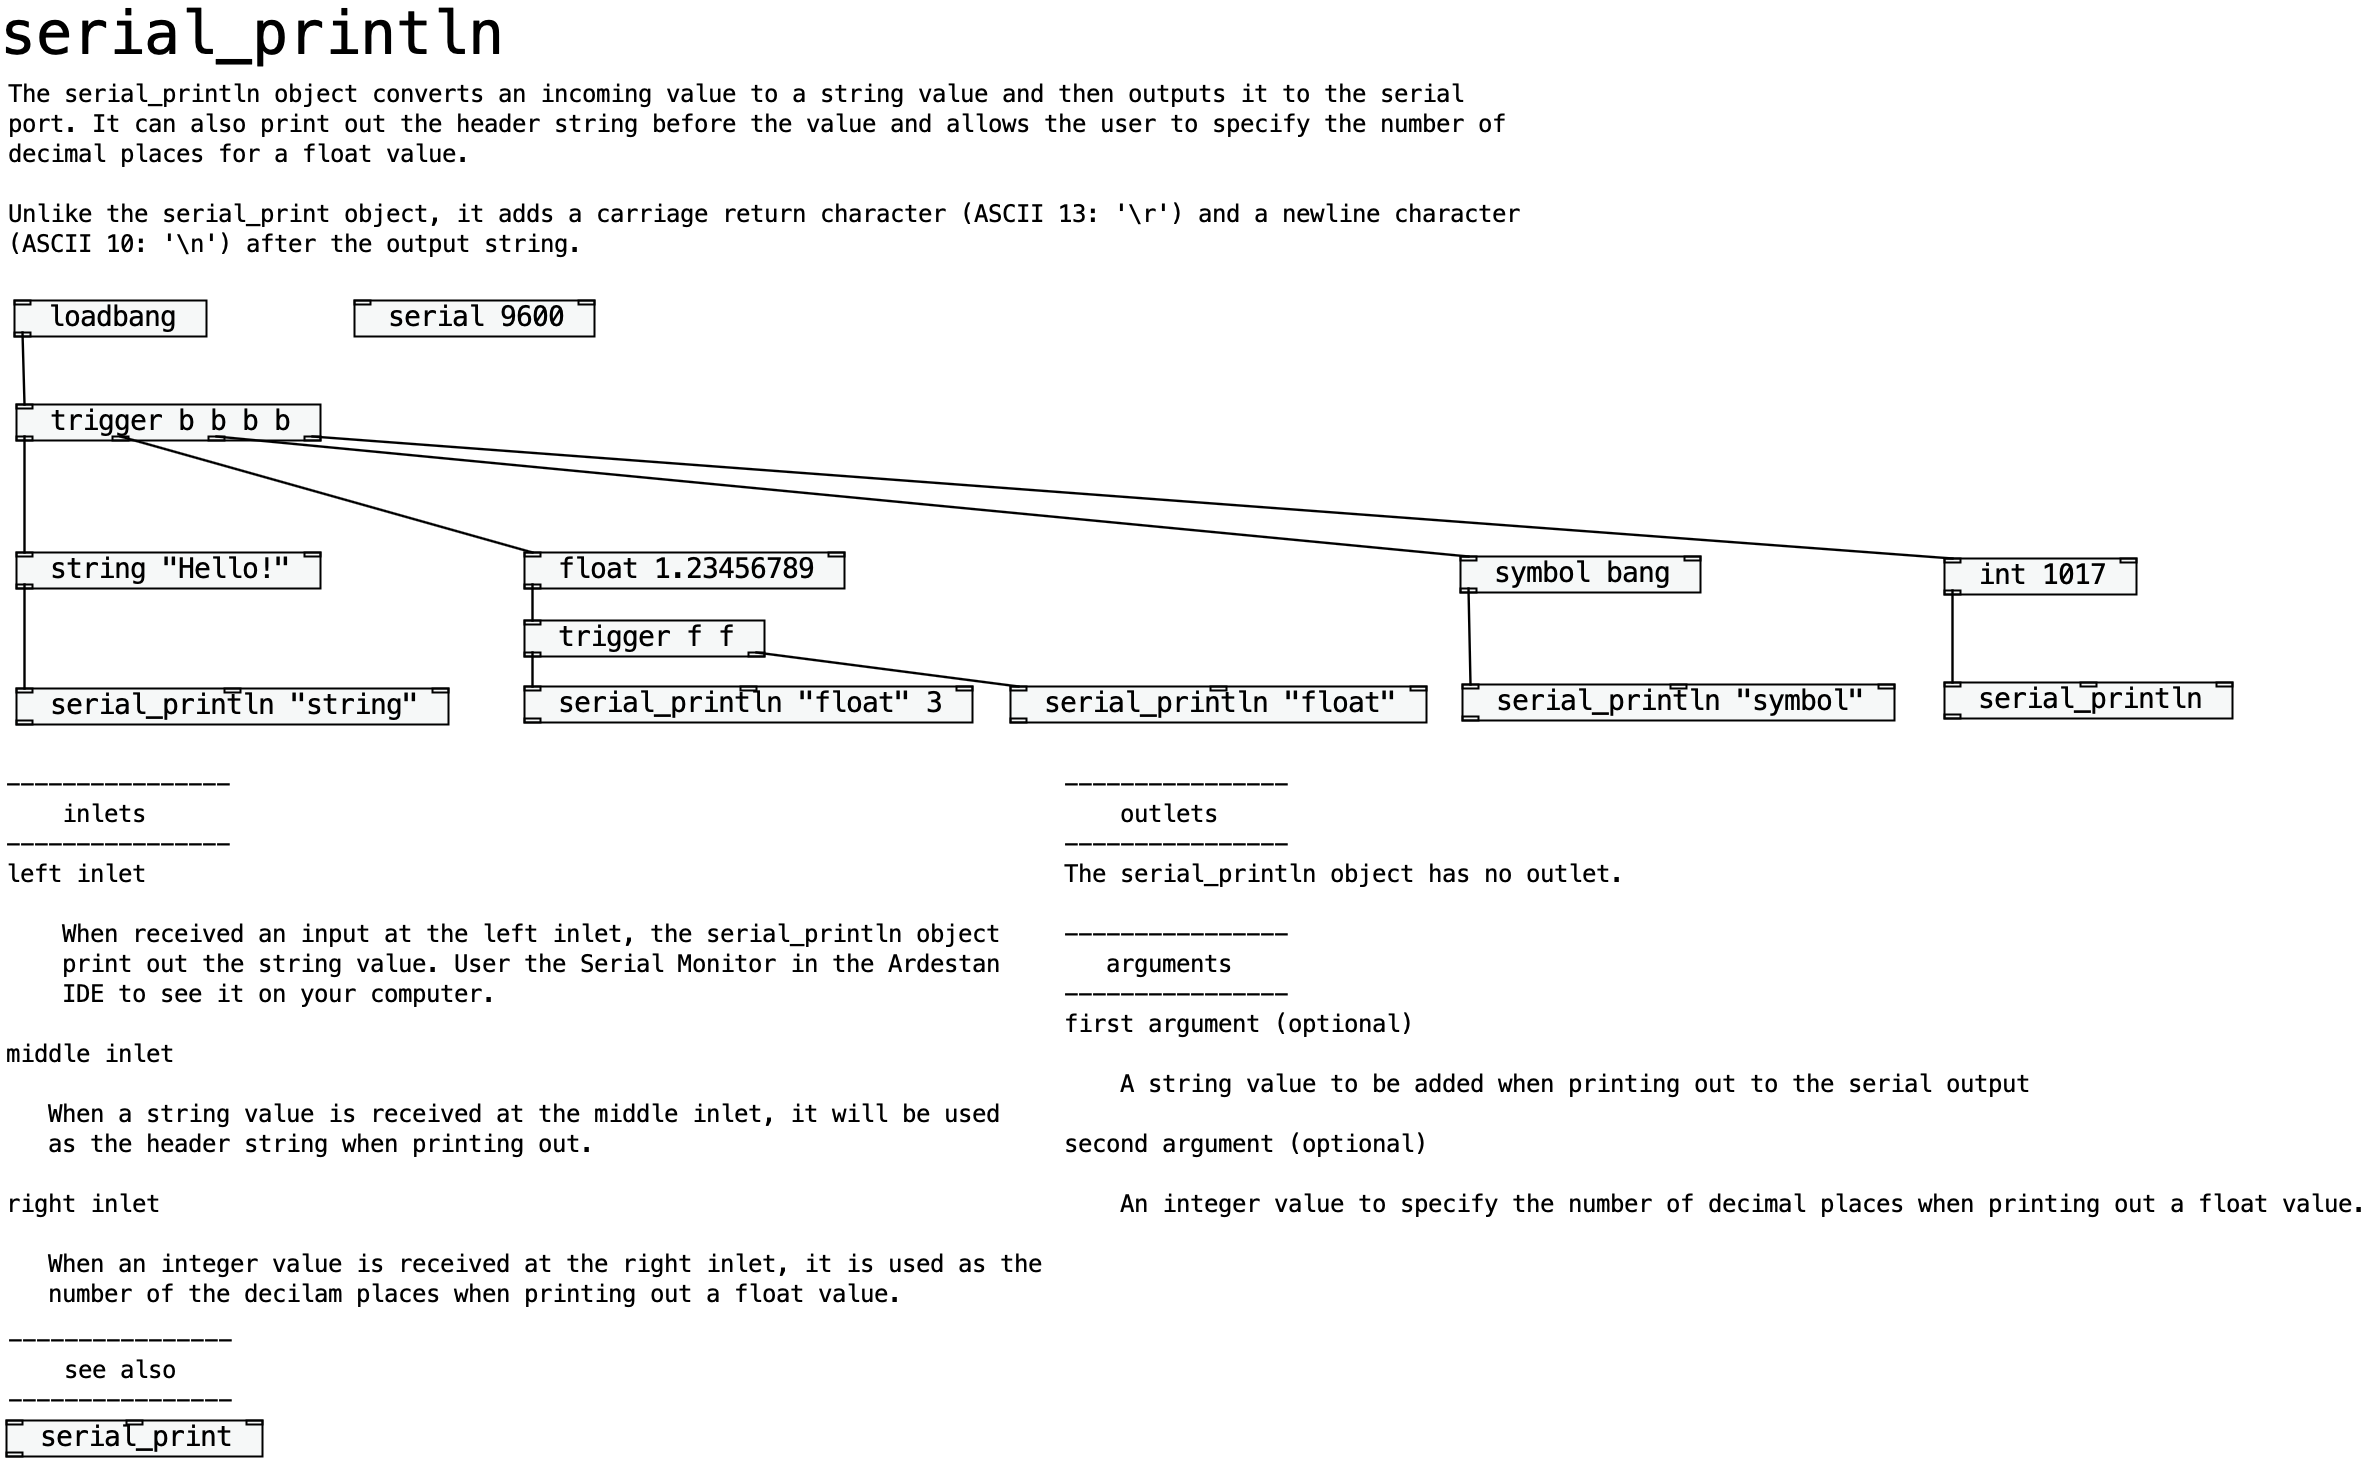 serial_println
The serial_println object converts an incoming value to a string value and then outputs it to the serial
port. It can also print out the header string before the value and allows the user to specify the number of
decimal places for a float value.
Unlike the serial_print object, it adds a carriage return character (ASCII 13: '\r') and a newline character
(ASCII 10: '\n') after the output string.
loadbang
serial 9600
trigger b b b b
string "Hello!"
float 1.23456789
symbol bang
int 1017
trigger f f
serial_println "string"
serial_println "float" 3
serial_println "float"
serial_println "symbol"
serial_println
----------------
inlets
----------------
left inlet
When received an input at the left inlet, the serial_println object
print out the string value. User the Serial Monitor in the Ardestan
IDE to see it on your computer.
middle inlet
When a string value is received at the middle inlet, it will be used
as the header string when printing out.
right inlet
When an integer value is received at the right inlet, it is used as the
number of the decilam places when printing out a float value.
----------------
see also
----------------
serial_print
----------------
outlets
----------------
The serial_println object has no outlet.
----------------
arguments
----------------
first argument (optional)
A string value to be added when printing out to the serial output
second argument (optional)
An integer value to specify the number of decimal places when printing out a float value.